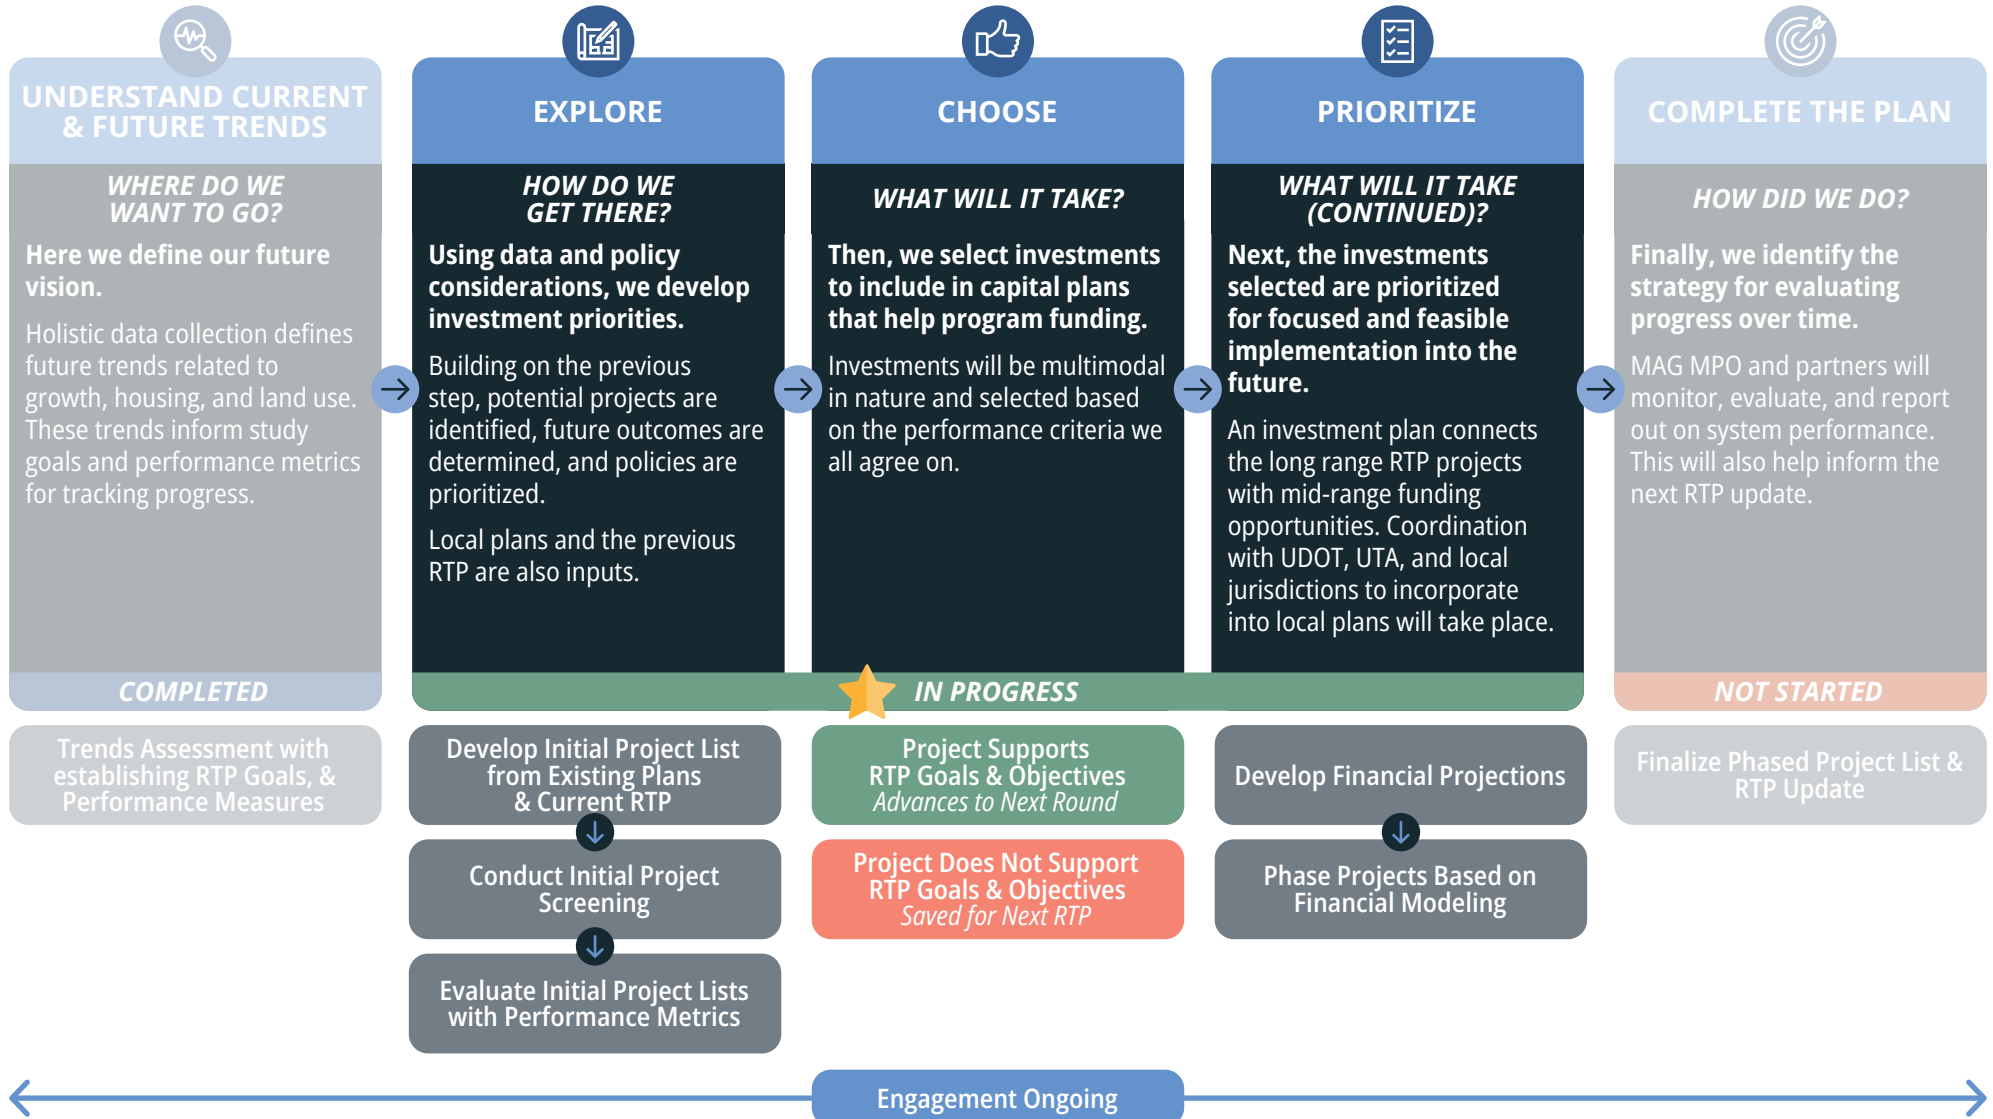 UNDERSTAND CURRENT
& FUTURE TRENDS
WHERE DO WE
WANT TO GO?
Here we define our future
vision.
Holistic data collection defines
future trends related to
growth, housing, and land use.
These trends inform study
goals and performance metrics
for tracking progress.
COMPLETED
Trends Assessment with
establishing RTP Goals, &
Performance Measures
EXPLORE
HOW DO WE
GET THERE?
Using data and policy
considerations, we develop
investment priorities.
Building on the previous
step, potential projects are
identified, future outcomes are
determined, and policies are
prioritized.
Local plans and the previous
RTP are also inputs.
CHOOSE
WHAT WILL IT TAKE?
Then, we select investments
to include in capital plans
that help program funding.
Investments will be multimodal
in nature and selected based
on the performance criteria we
all agree on.
PRIORITIZE
WHAT WILL IT TAKE
(CONTINUED)?
Next, the investments
selected are prioritized
for focused and feasible
implementation into the
future.
An investment plan connects
the long range RTP projects
with mid-range funding
opportunities. Coordination
with UDOT, UTA, and local
jurisdictions to incorporate
into local plans will take place.
IN PROGRESS
Develop Initial Project List
from Existing Plans
& Current RTP
Conduct Initial Project
Screening
Evaluate Initial Project Lists
with Performance Metrics
Project Supports
RTP Goals & Objectives
Advances to Next Round
Project Does Not Support
RTP Goals & Objectives
Saved for Next RTP
Develop Financial Projections
Phase Projects Based on
Financial Modeling
COMPLETE THE PLAN
HOW DID WE DO?
Finally, we identify the
strategy for evaluating
progress over time.
MAG MPO and partners will
monitor, evaluate, and report
out on system performance.
This will also help inform the
next RTP update.
NOT STARTED
Finalize Phased Project List &
RTP Update
Engagement Ongoing